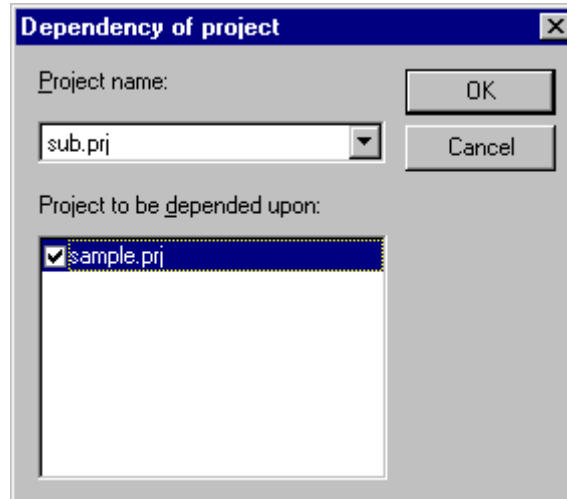 Dependency of project
Project name:
OK
sub.prj
Cancel
Project to be depended upon:
sample.prj